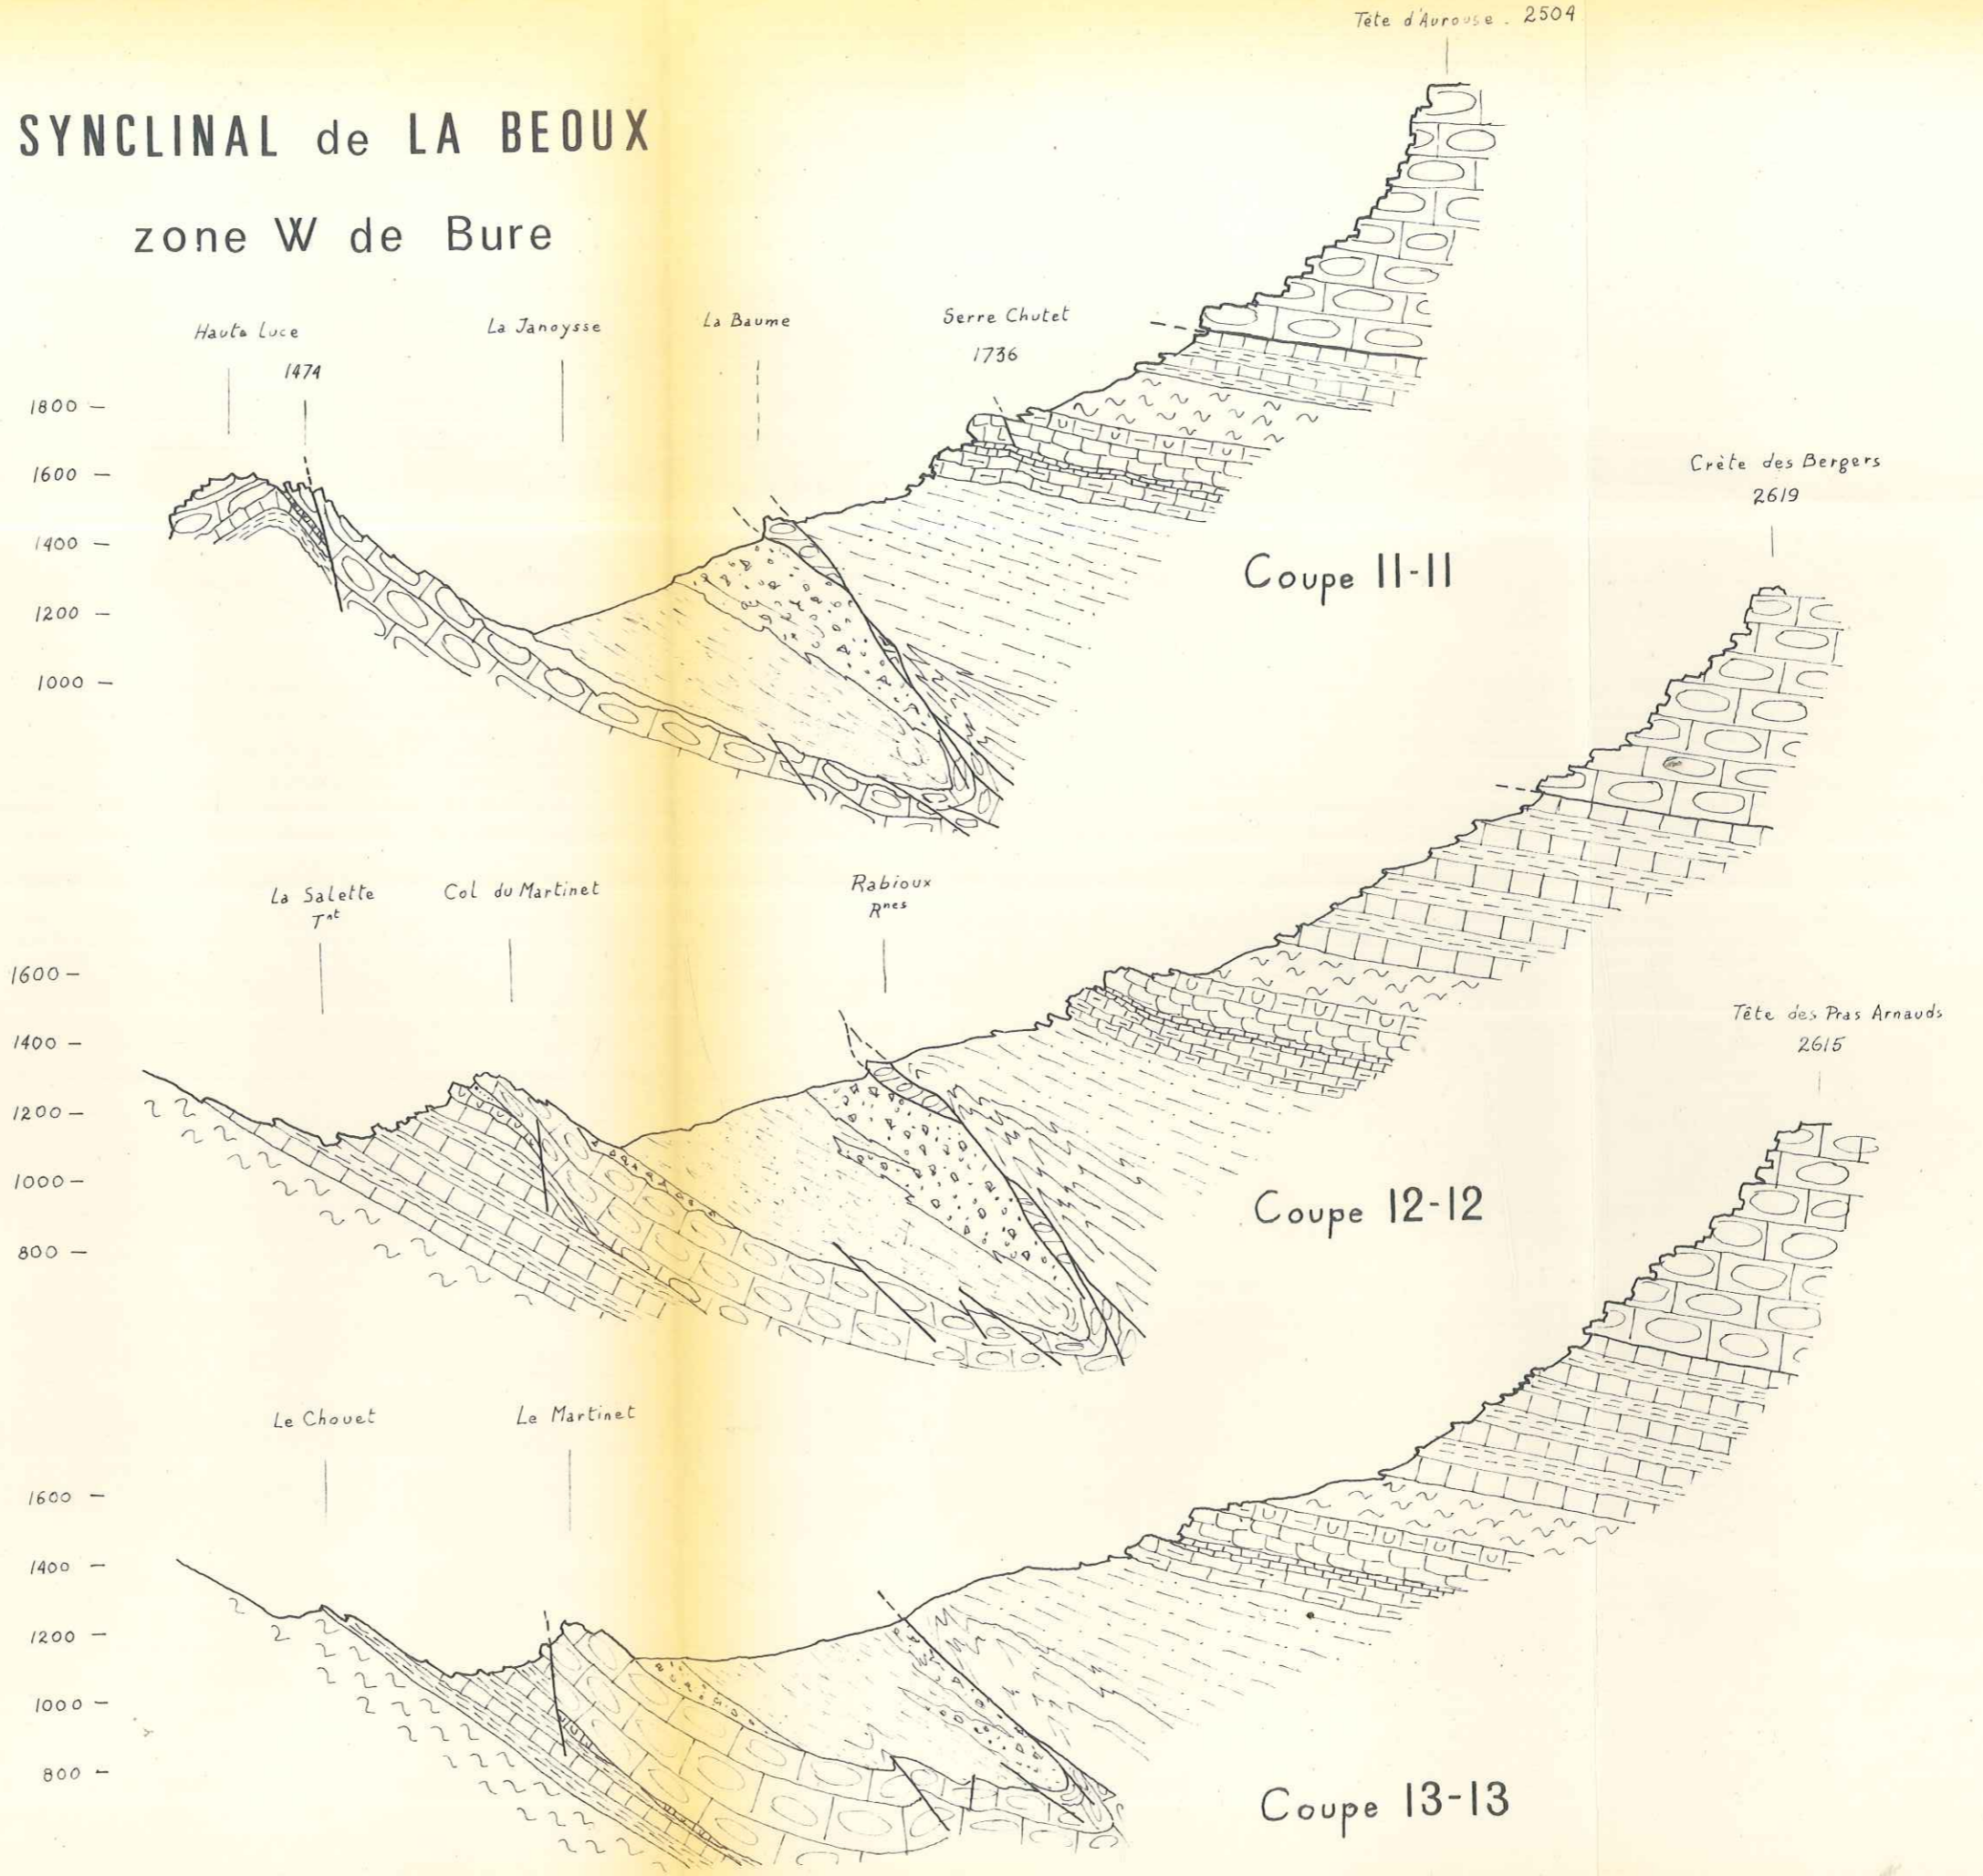 Tête d'Aurouse. 2504
SYNCLINAL de LA BEOUX
zone W de Bure
Haute Luce
1474
La Janoysse
La Baume
Serre Chutet
1736
1800
1600
1400
1200
1000
Coupe 11-11
Crète des Bergers
2619
La Salette
Tnt
Col du Martinet
Rabioux
Rnes
1600
1400
1200
1000
800
Coupe 12-12
Tête des Pras Arnauds
2615
Le Chouet
Le Martinet
1600
1400
1200
1000
800
Coupe 13-13